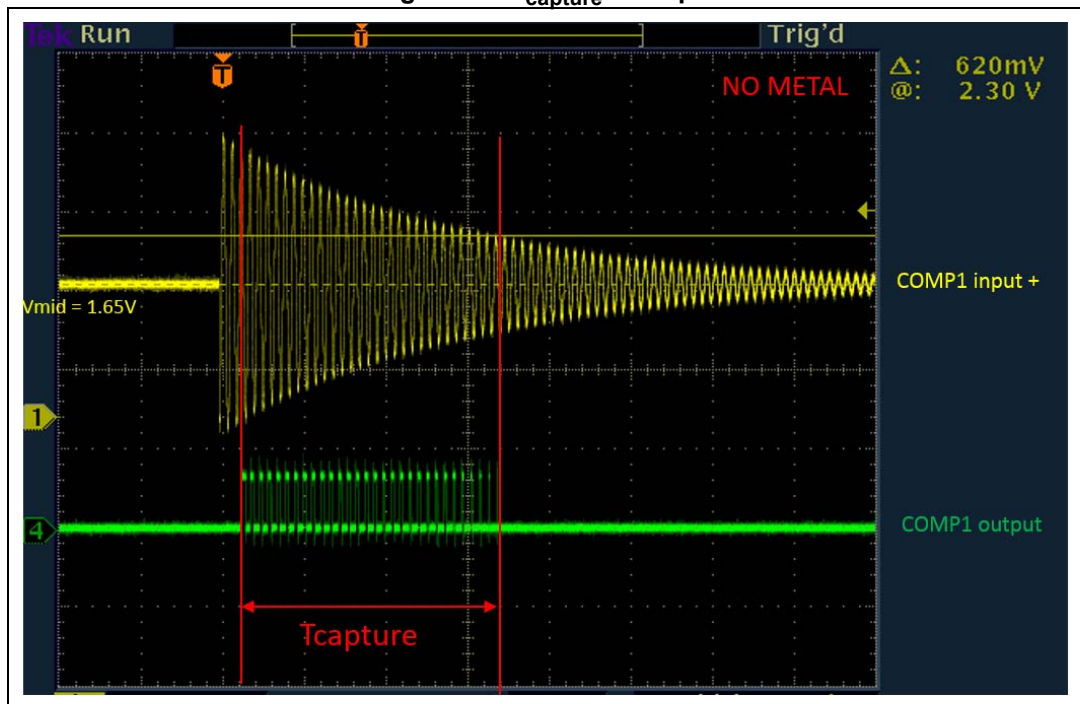 Tek Run
Trig'd
T
T
NO METAL
Δ: 620mV
@: 2.30 V
COMP1 input +
Vmid = 1.65V
1
4
COMP1 output
Tcapture